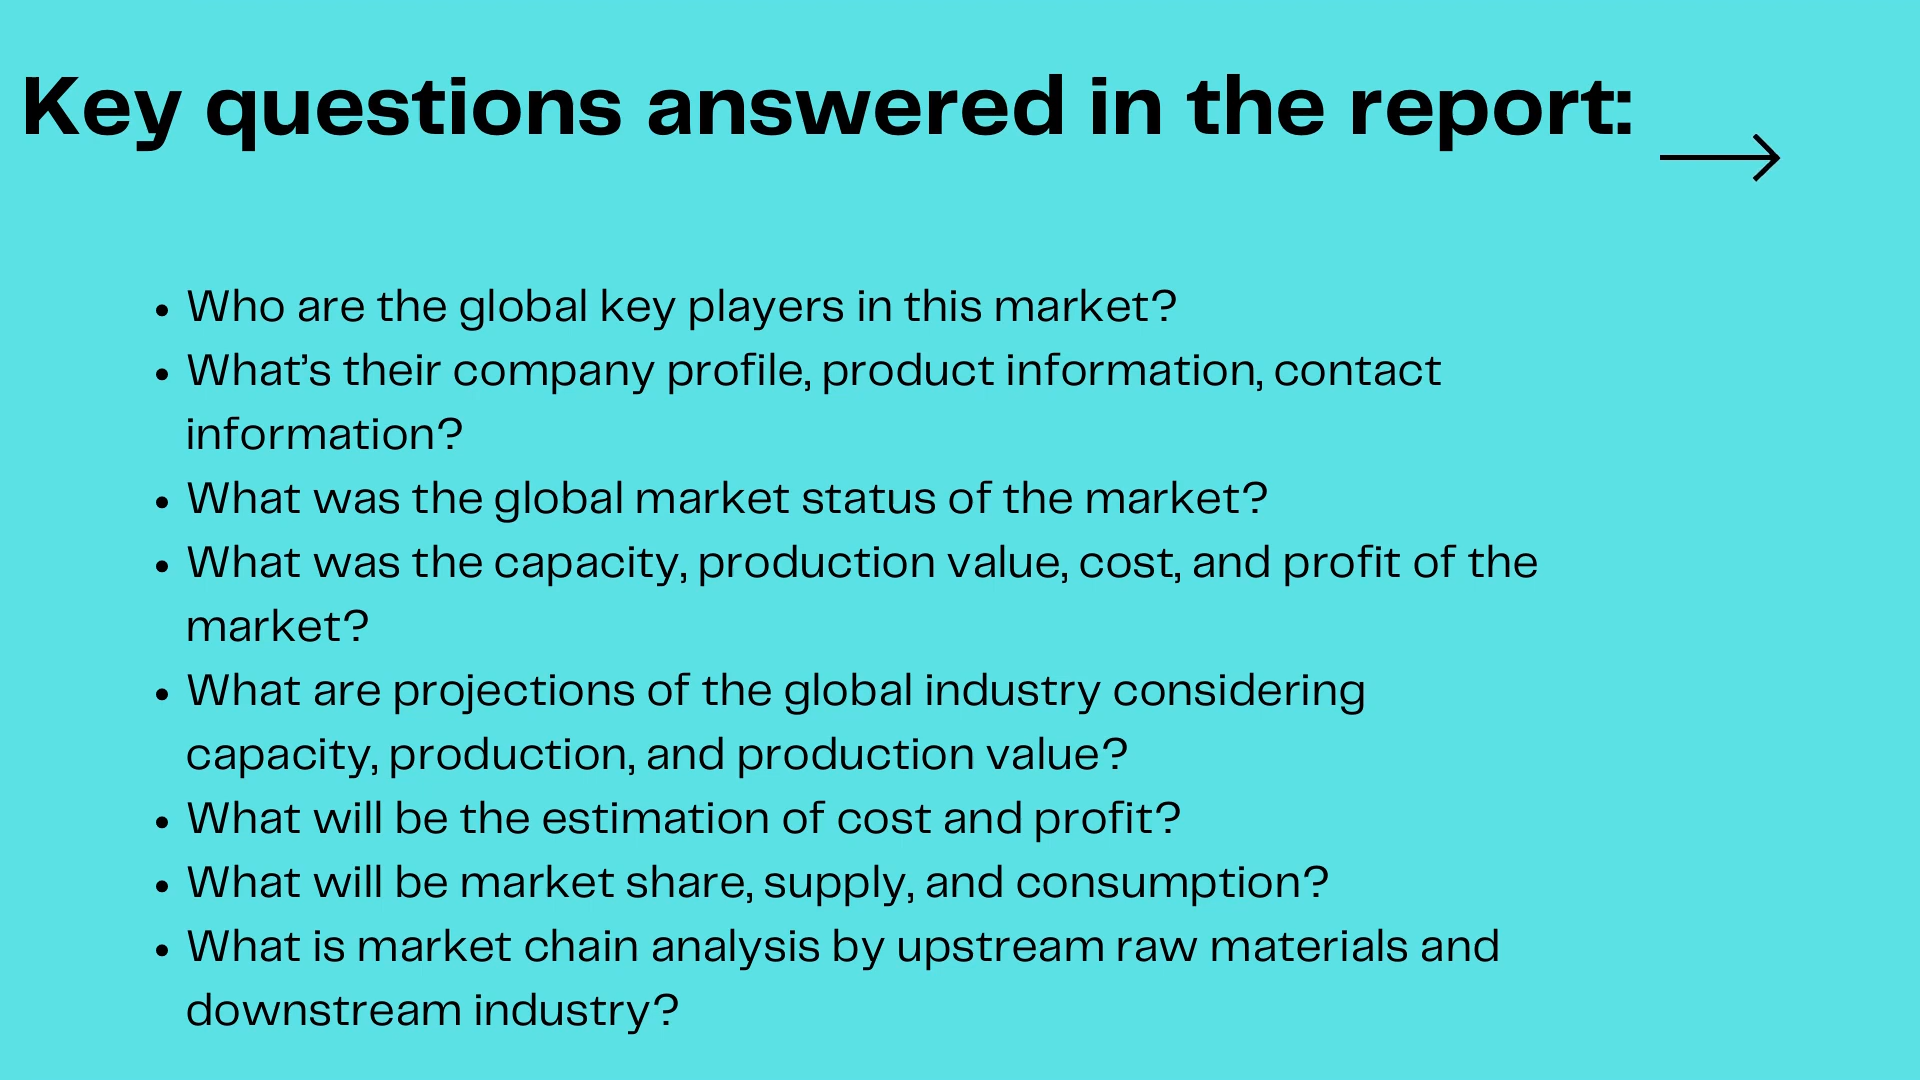 Key questions answered in the report:
• Who are the global key players in this market?
• What’s their company profile, product information, contact
information?
• What was the global market status of the market?
• What was the capacity, production value, cost, and profit of the
market?
• What are projections of the global industry considering
capacity, production, and production value?
• What will be the estimation of cost and profit?
• What will be market share, supply, and consumption?
• What is market chain analysis by upstream raw materials and
downstream industry?